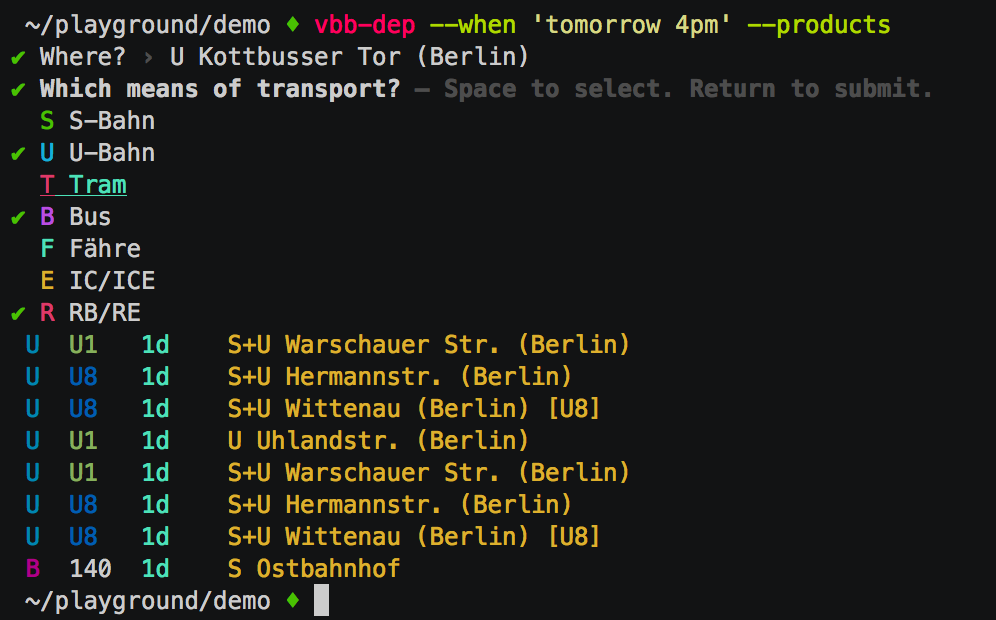 ~/playground/demo ♦ vbb-dep --when 'tomorrow 4pm' --products
✔ Where? › U Kottbusser Tor (Berlin)
✔ Which means of transport? – Space to select. Return to submit.
S S-Bahn
✔ U U-Bahn
T Tram
✔ B Bus
F Fähre
E IC/ICE
✔ R RB/RE
U U1 1d S+U Warschauer Str. (Berlin)
U U8 1d S+U Hermannstr. (Berlin)
U U8 1d S+U Wittenau (Berlin) [U8]
U U1 1d U Uhlandstr. (Berlin)
U U1 1d S+U Warschauer Str. (Berlin)
U U8 1d S+U Hermannstr. (Berlin)
U U8 1d S+U Wittenau (Berlin) [U8]
B 140 1d S Ostbahnhof
~/playground/demo ♦